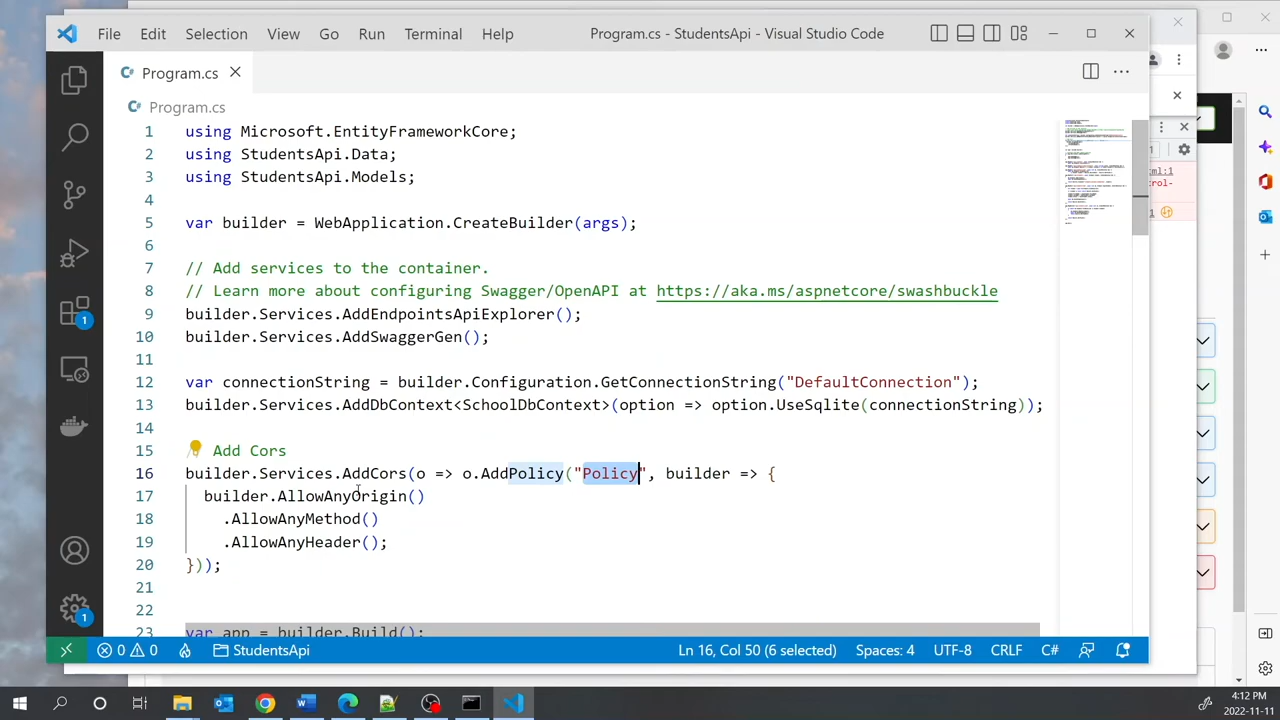 File Edit Selection View Go Run Terminal Help Program.cs - StudentsApi - Visual Studio Code
Program.cs
Program.cs
1 using Microsoft.EntityFrameworkCore;
2 using StudentsApi.Data;
3 using StudentsApi.Models;
4
5 var builder = WebApplication.CreateBuilder(args);
6
7 // Add services to the container.
8 // Learn more about configuring Swagger/OpenAPI at https://aka.ms/aspnetcore/swashbuckle
9 builder.Services.AddEndpointsApiExplorer();
10 builder.Services.AddSwaggerGen();
11
12 var connectionString = builder.Configuration.GetConnectionString("DefaultConnection");
13 builder.Services.AddDbContext<SchoolDbContext>(option => option.UseSqlite(connectionString));
14
15 Add Cors
16 builder.Services.AddCors(o => o.AddPolicy("Policy", builder => {
17 builder.AllowAnyOrigin()
18 .AllowAnyMethod()
19 .AllowAnyHeader();
20 }));
21
22
23 var app = builder.Build();
1
1
0 0 StudentsApi Ln 16, Col 50 (6 selected) Spaces: 4 UTF-8 CRLF C#
4:12 PM
2022-11-11